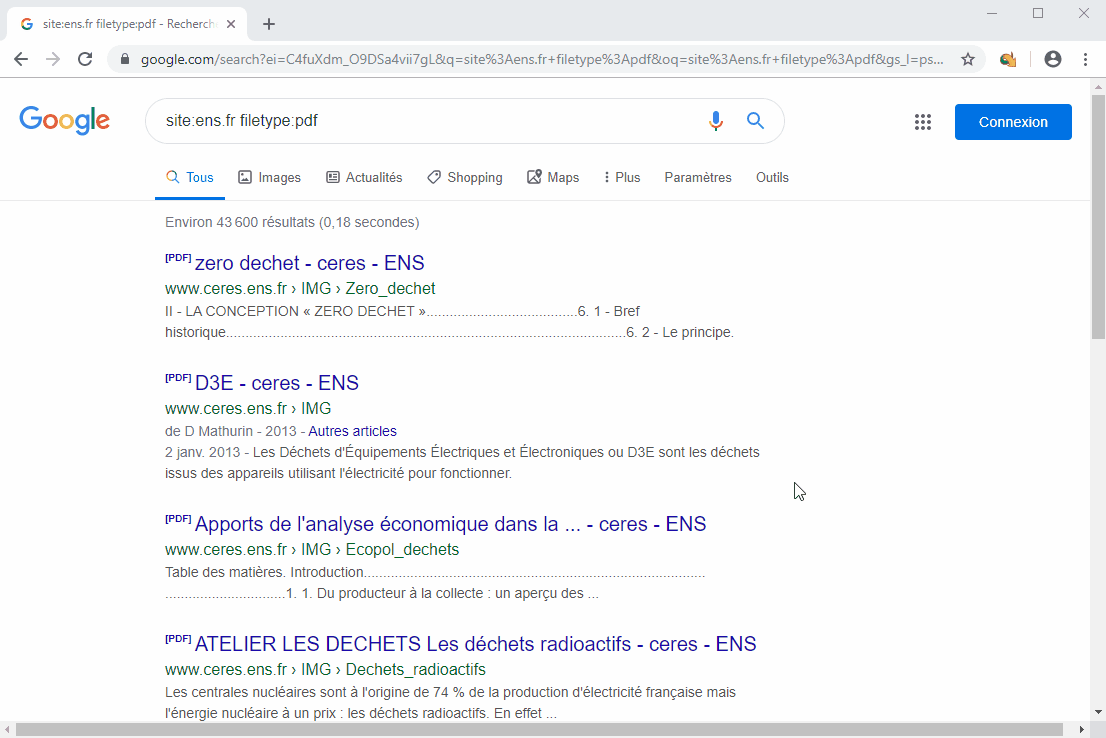 site:ens.fr filetype:pdf - Recherch
google.com/search?ei=C4fuXdm_O9DSa4vii7gL&q=site%3Aens.fr+filetype%3Apdf&oq=site%3Aens.fr+filetype%3Apdf&gs_l=ps...
Google
site:ens.fr filetype:pdf
Connexion
Tous Images Actualités Shopping Maps Plus Paramètres Outils
Environ 43 600 résultats (0,18 secondes)
[PDF] zero dechet - ceres - ENS
www.ceres.ens.fr › IMG › Zero_dechet
II - LA CONCEPTION « ZERO DECHET ».......................................6. 1 - Bref
historique.......................................................................................................6. 2 - Le principe.
[PDF] D3E - ceres - ENS
www.ceres.ens.fr › IMG
de D Mathurin - 2013 - Autres articles
2 janv. 2013 - Les Déchets d'Équipements Électriques et Électroniques ou D3E sont les déchets
issus des appareils utilisant l'électricité pour fonctionner.
[PDF] Apports de l'analyse économique dans la ... - ceres - ENS
www.ceres.ens.fr › IMG › Ecopol_dechets
Table des matières. Introduction........................................................................................
...............................1. 1. Du producteur à la collecte : un aperçu des ...
[PDF] ATELIER LES DECHETS Les déchets radioactifs - ceres - ENS
www.ceres.ens.fr › IMG › Dechets_radioactifs
Les centrales nucléaires sont à l'origine de 74 % de la production d'électricité française mais
l'énergie nucléaire à un prix : les déchets radioactifs. En effet ...